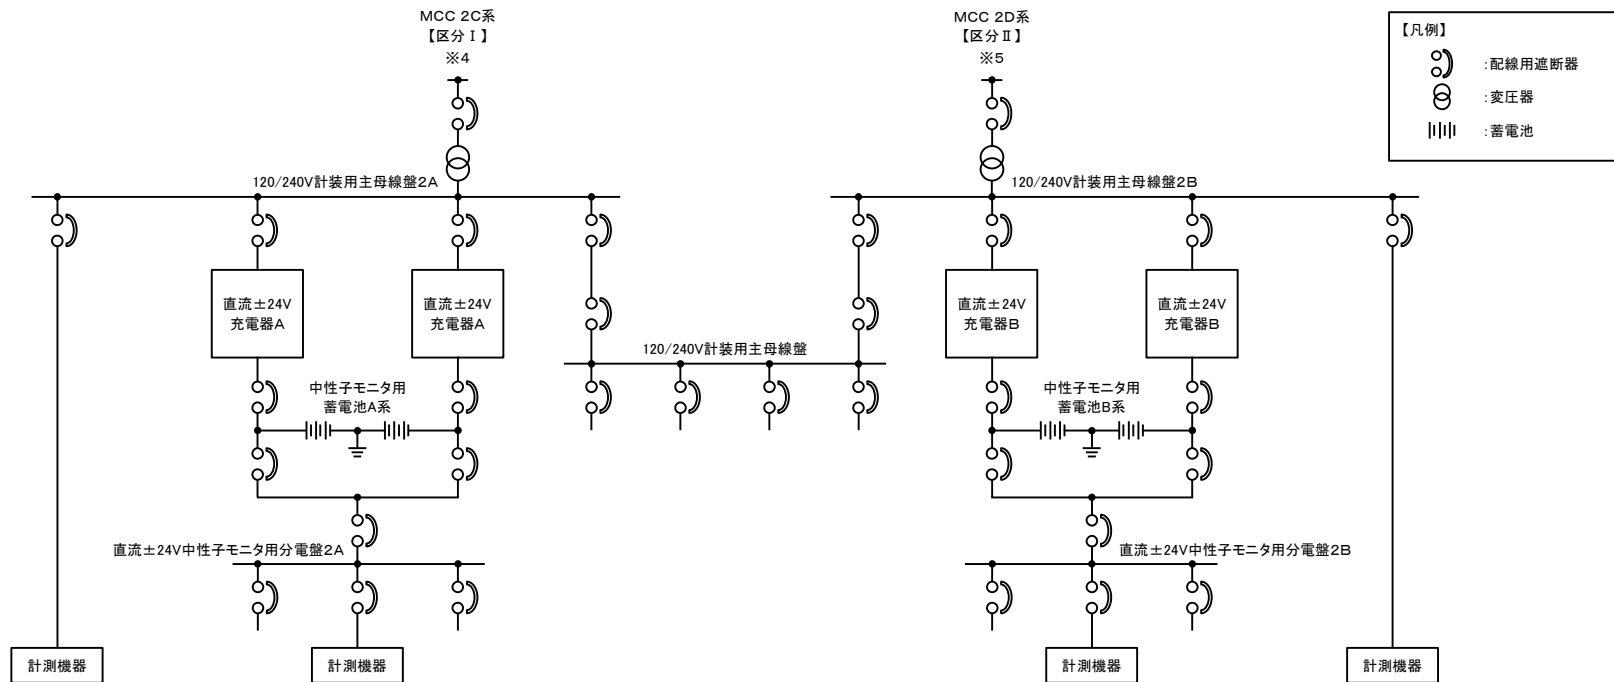 MCC 2C系
【区分Ⅰ】
※4
MCC 2D系
【区分Ⅱ】
※5
【凡例】
:配線用遮断器
:変圧器
:蓄電池
120/240V計装用主母線盤2A
120/240V計装用主母線盤2B
直流±24V
充電器A
直流±24V
充電器A
直流±24V
充電器B
直流±24V
充電器B
120/240V計装用主母線盤
中性子モニタ用
蓄電池A系
中性子モニタ用
蓄電池B系
直流±24V中性子モニタ用分電盤2A
直流±24V中性子モニタ用分電盤2B
計測機器
計測機器
計測機器
計測機器